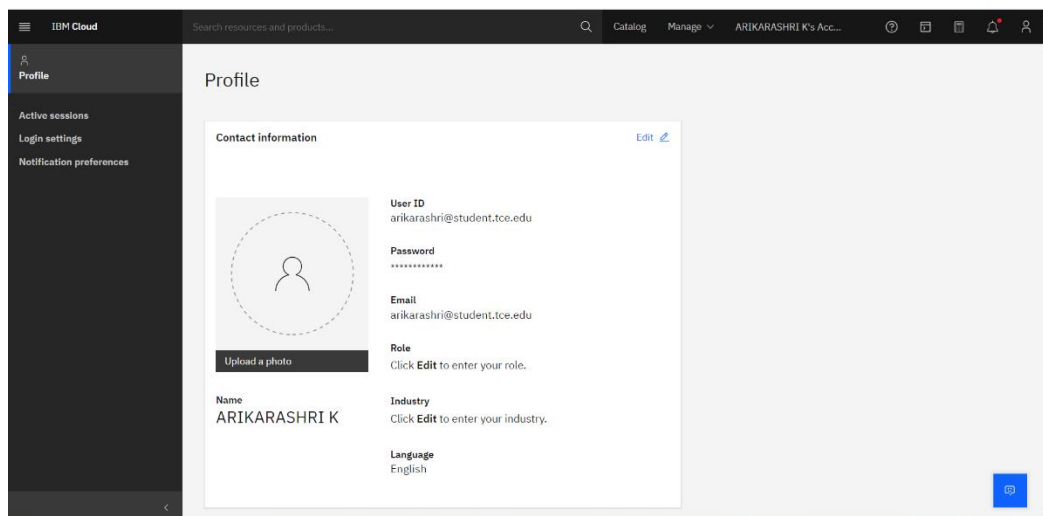 IBM Cloud
Search resources and products...
Catalog
Manage
ARIKARASHRI K's Acc...
Profile
Active sessions
Login settings
Notification preferences
Profile
Contact information
Edit
Upload a photo
Name
ARIKARASHRI K
User ID
arikarashri@student.tce.edu
Password
************
Email
arikarashri@student.tce.edu
Role
Click Edit to enter your role.
Industry
Click Edit to enter your industry.
Language
English